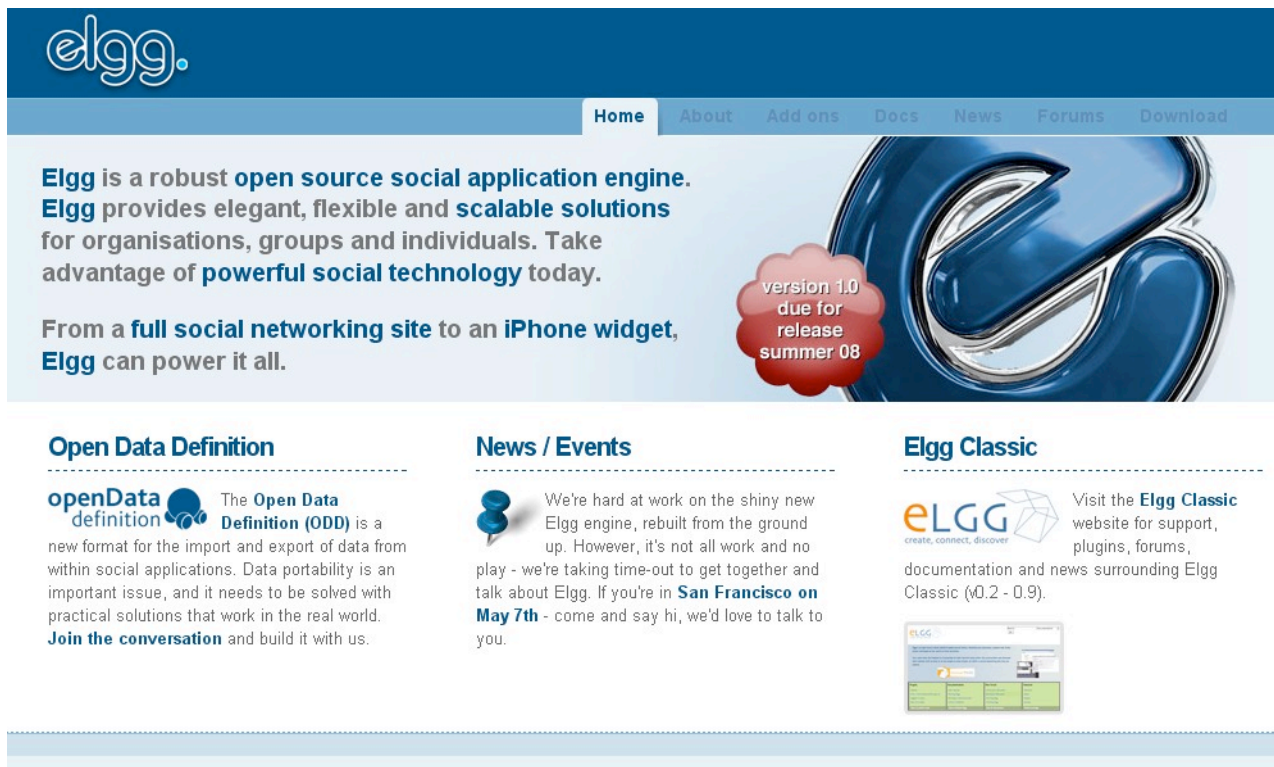 elgg.
Home About Add ons Docs News Forums Download
Elgg is a robust open source social application engine.
Elgg provides elegant, flexible and scalable solutions
for organisations, groups and individuals. Take
advantage of powerful social technology today.
From a full social networking site to an iPhone widget,
Elgg can power it all.
version 1.0
due for
release
summer 08
Open Data Definition
openData
definition
The Open Data
Definition (ODD) is a
new format for the import and export of data from
within social applications. Data portability is an
important issue, and it needs to be solved with
practical solutions that work in the real world.
Join the conversation and build it with us.
News / Events
We're hard at work on the shiny new
Elgg engine, rebuilt from the ground
up. However, it's not all work and no
play - we're taking time-out to get together and
talk about Elgg. If you're in San Francisco on
May 7th - come and say hi, we'd love to talk to
you.
Elgg Classic
eLGG
create, connect, discover
Visit the Elgg Classic
website for support,
plugins, forums,
documentation and news surrounding Elgg
Classic (v0.2 - 0.9).
eLGG